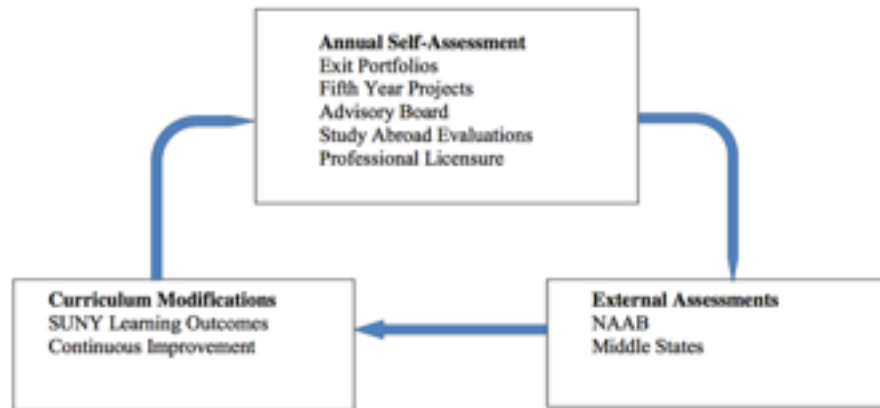 Annual Self-Assessment
Exit Portfolios
Fifth Year Projects
Advisory Board
Study Abroad Evaluations
Professional Licensure
Curriculum Modifications
SUNY Learning Outcomes
Continuous Improvement
External Assessments
NAAB
Middle States